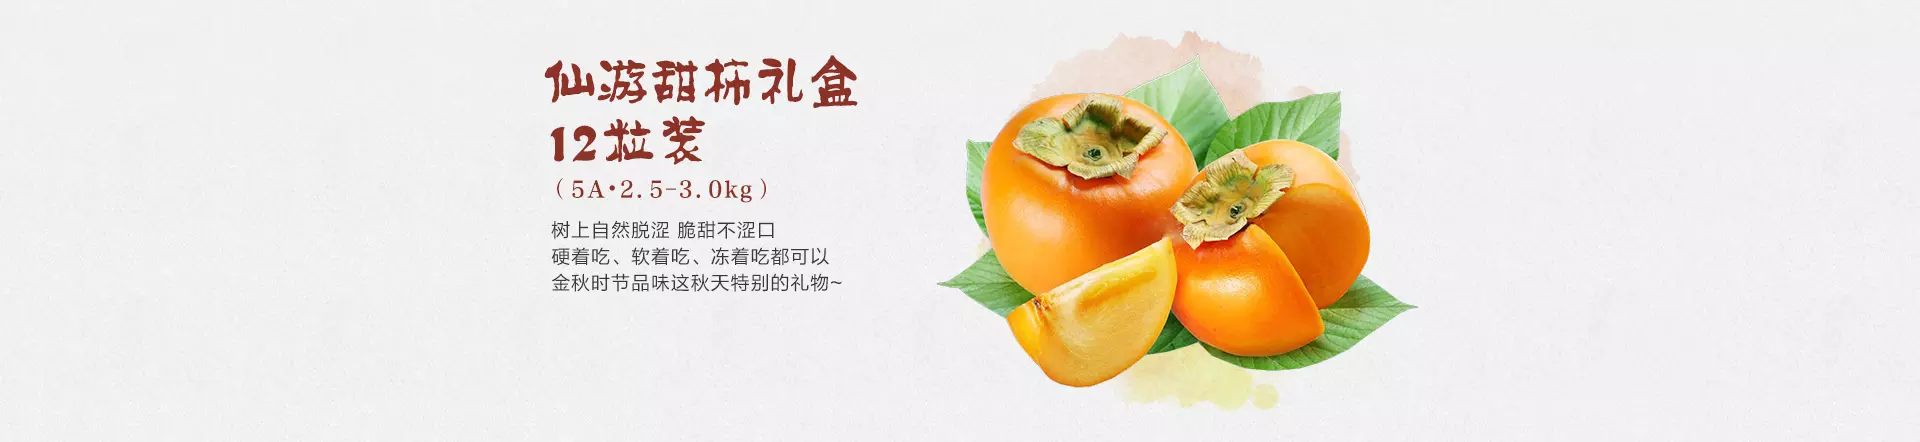 仙游甜柿礼盒
12粒装
（5A·2.5-3.0kg）
树上自然脱涩 脆甜不涩口
硬着吃、软着吃、冻着吃都可以
金秋时节品味这秋天特别的礼物~